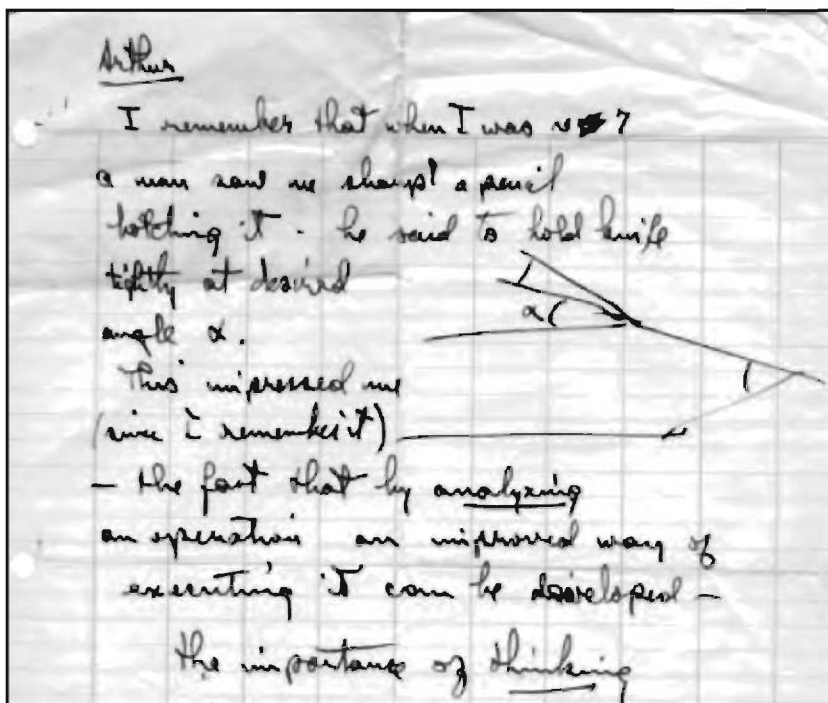 Arthur
I remember that when I was ~ 7
a man saw me sharp' a pencil
botching it. he said to hold knife
tightly at desired
α
angle α.
This impressed me
(since I remember it)
— the fact that by analyzing
an operation an improved way of
executing it can be developed —
the importance of thinking